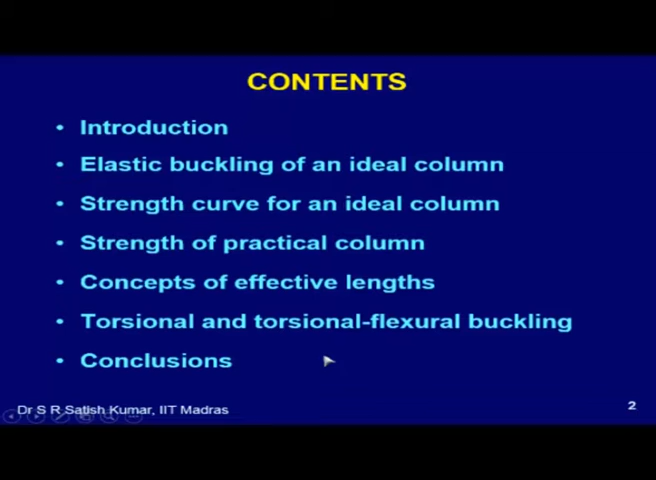 CONTENTS
• Introduction
• Elastic buckling of an ideal column
• Strength curve for an ideal column
• Strength of practical column
• Concepts of effective lengths
• Torsional and torsional-flexural buckling
• Conclusions
Dr S R Satish Kumar, IIT Madras
2